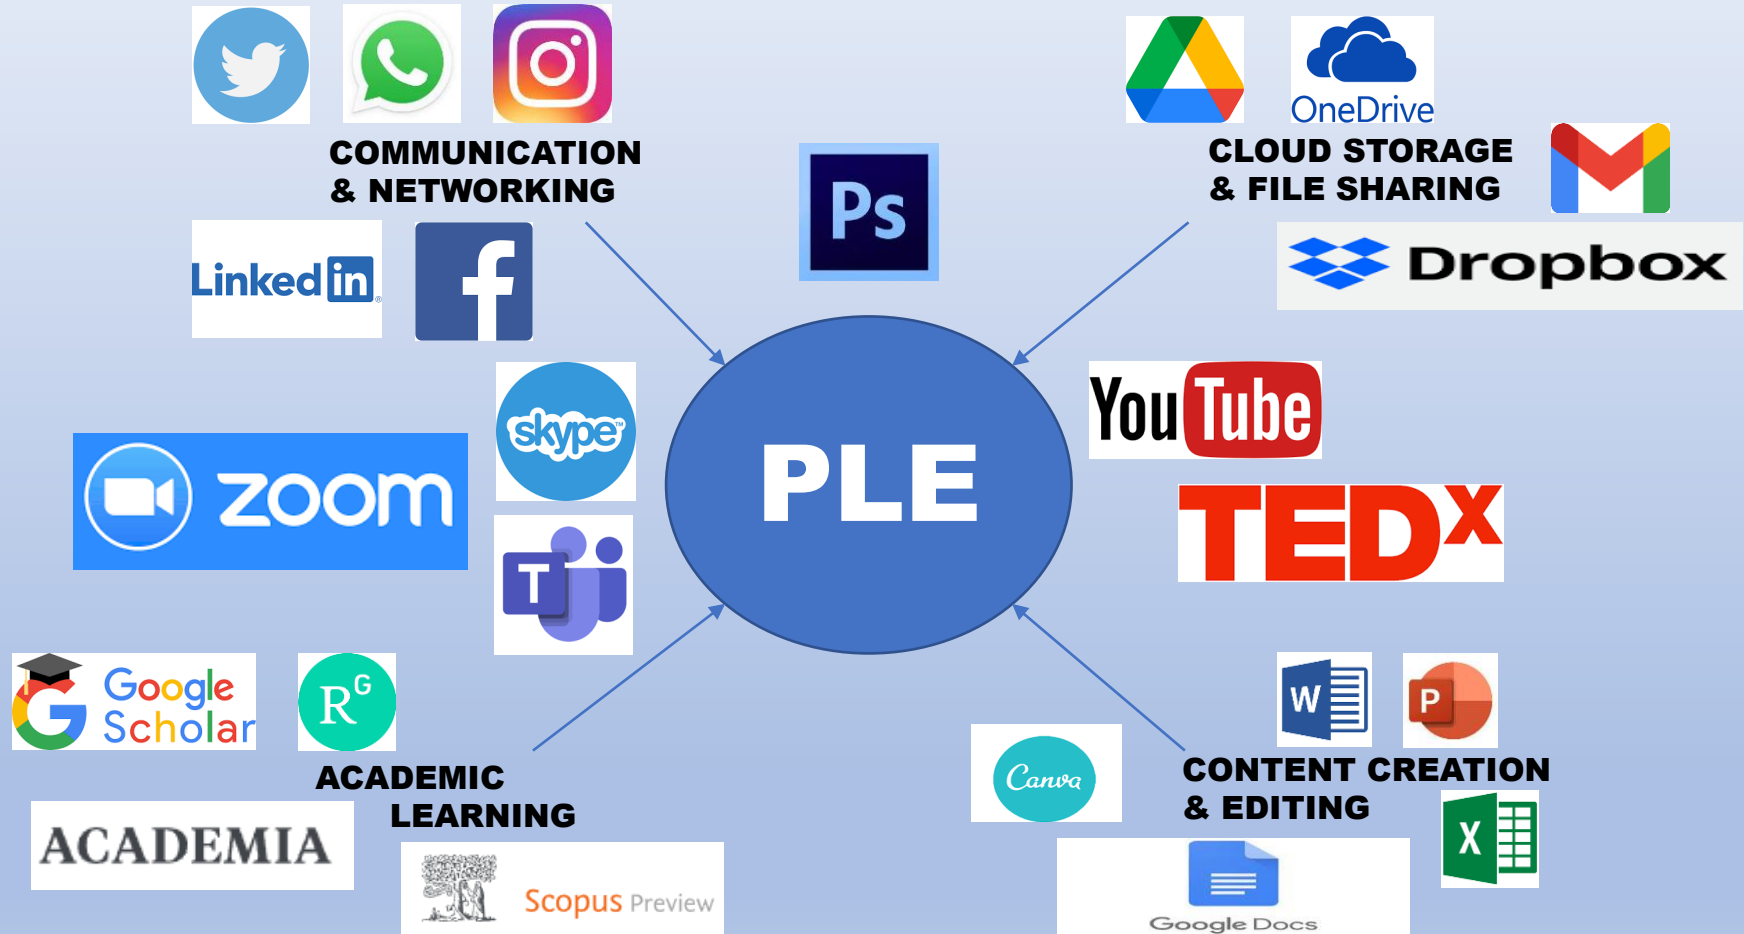 OneDrive
COMMUNICATION
& NETWORKING
CLOUD STORAGE
& FILE SHARING
Ps
Linked in
f
Dropbox
skype
YouTube
zoom
PLE
TEDx
T
Google
Scholar
RG
W
P
Canva
ACADEMIC
LEARNING
CONTENT CREATION
& EDITING
ACADEMIA
X
Scopus Preview
Google Docs